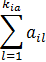 k_{ia}
∑ a_{il}
l=1